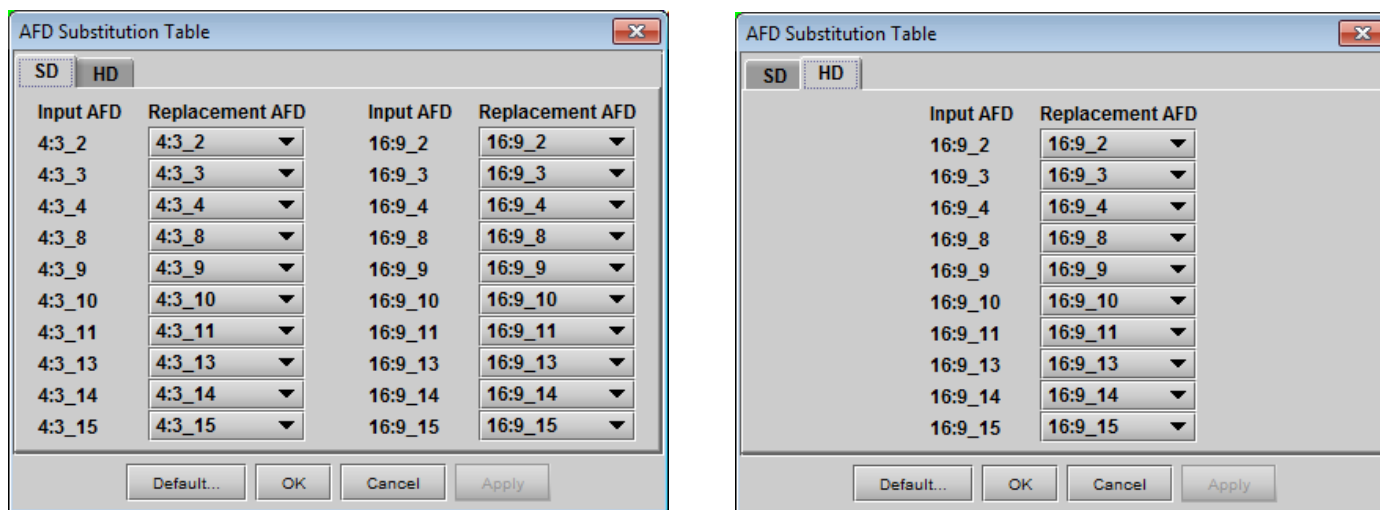 AFD Substitution Table
SD HD
Input AFD Replacement AFD Input AFD Replacement AFD
4:3_2 4:3_2 16:9_2 16:9_2
4:3_3 4:3_3 16:9_3 16:9_3
4:3_4 4:3_4 16:9_4 16:9_4
4:3_8 4:3_8 16:9_8 16:9_8
4:3_9 4:3_9 16:9_9 16:9_9
4:3_10 4:3_10 16:9_10 16:9_10
4:3_11 4:3_11 16:9_11 16:9_11
4:3_13 4:3_13 16:9_13 16:9_13
4:3_14 4:3_14 16:9_14 16:9_14
4:3_15 4:3_15 16:9_15 16:9_15
Default... OK Cancel Apply
AFD Substitution Table
SD HD
Input AFD Replacement AFD
16:9_2 16:9_2
16:9_3 16:9_3
16:9_4 16:9_4
16:9_8 16:9_8
16:9_9 16:9_9
16:9_10 16:9_10
16:9_11 16:9_11
16:9_13 16:9_13
16:9_14 16:9_14
16:9_15 16:9_15
Default... OK Cancel Apply